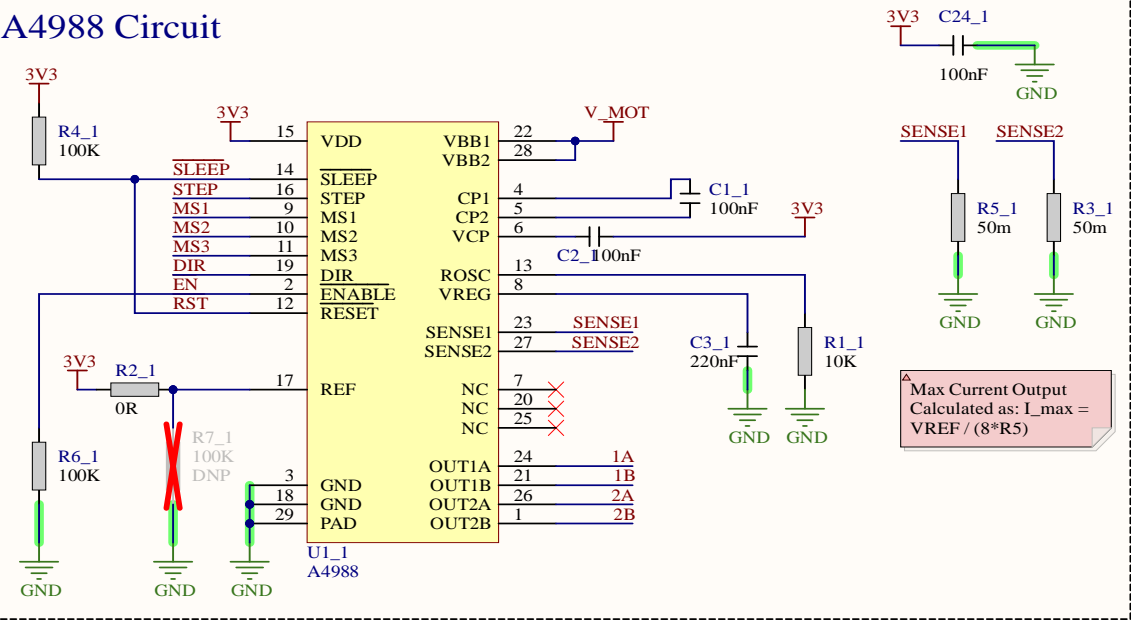 A4988 Circuit
3V3
C24_1
100nF
GND
3V3
R4_1
100K
3V3
15
VDD
SLEEP
14
SLEEP
STEP
16
STEP
MS1
9
MS1
MS2
10
MS2
MS3
11
MS3
DIR
19
DIR
EN
2
ENABLE
RST
12
RESET
3V3
R2_1
0R
17
REF
R6_1
100K
R7_1
100K
DNP
3
GND
18
GND
29
PAD
GND
GND
GND
U1_1
A4988
VBB1
22
V_MOT
VBB2
28
CP1
4
CP2
5
C1_1
100nF
VCP
6
C2_1
100nF
3V3
ROSC
13
VREG
8
SENSE1
23
SENSE1
SENSE2
27
SENSE2
C3_1
220nF
GND
R1_1
10K
GND
NC
7
NC
20
NC
25
OUT1A
24
1A
OUT1B
21
1B
OUT2A
26
2A
OUT2B
1
2B
SENSE1
R5_1
50m
GND
SENSE2
R3_1
50m
GND
Max Current Output
Calculated as: I_max =
VREF / (8*R5)